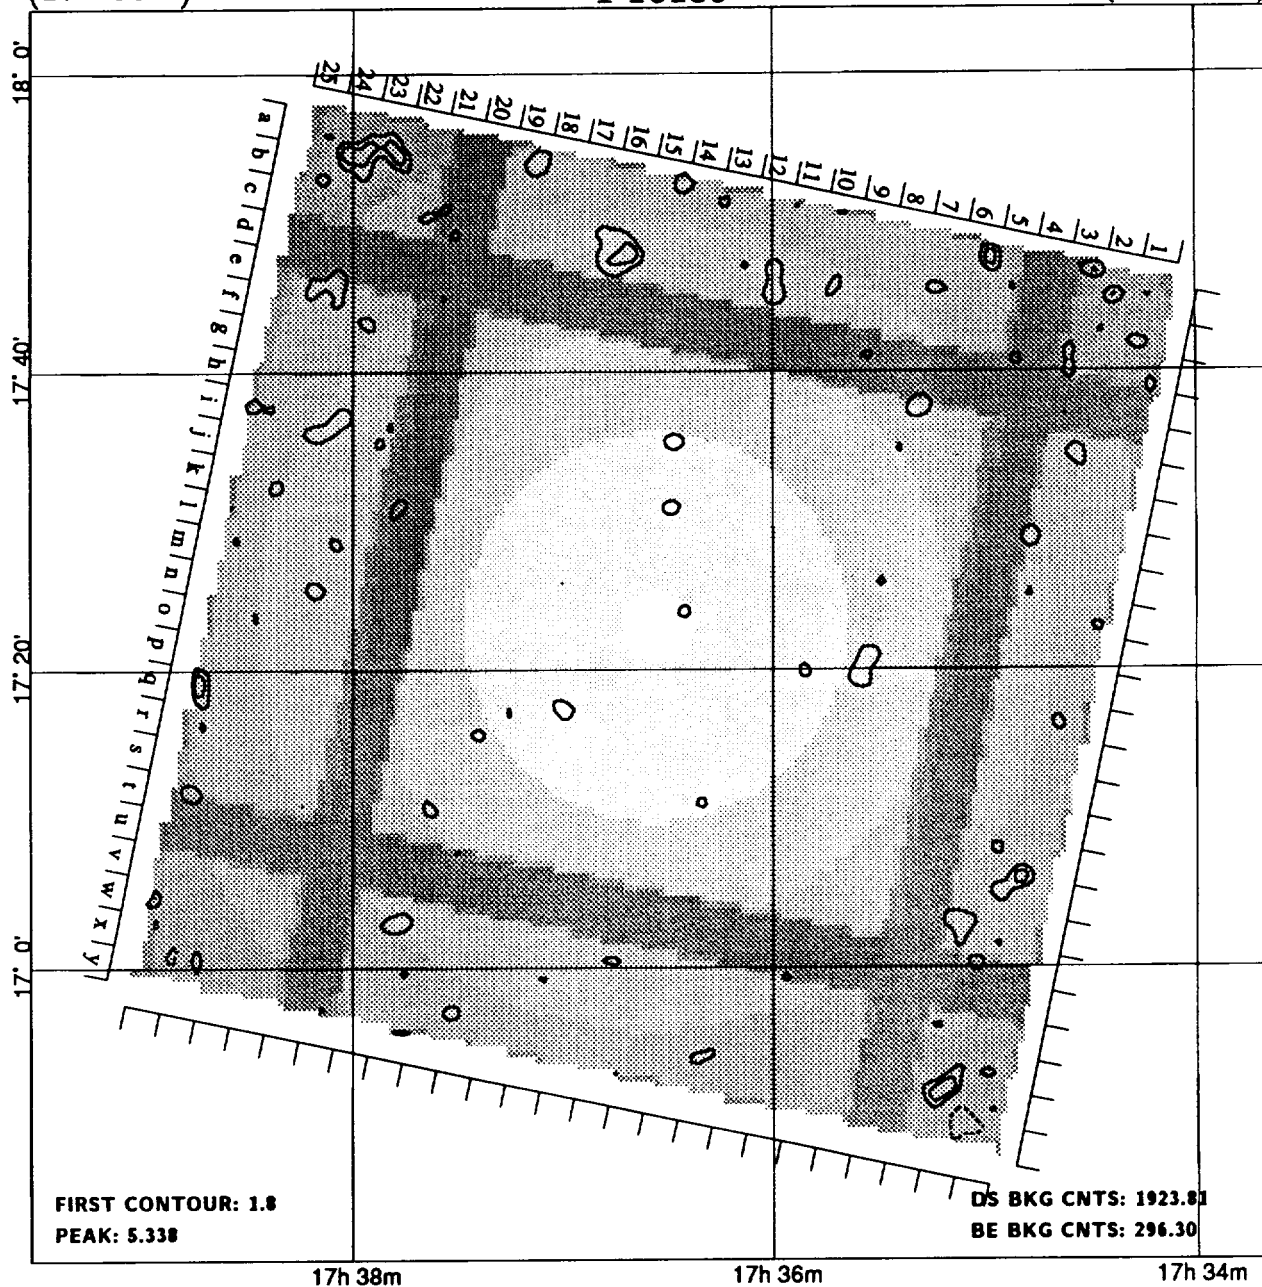 18° 0'
25 24 23 22 21 20 19 18 17 16 15 14 13 12 11 10 9 8 7 6 5 4 3 2 1
a b c d e f g h i j k l m n o p q r s t u v w x y
17° 40'
17° 20'
17° 0'
FIRST CONTOUR: 1.8
PEAK: 5.338
DS BKG CNTS: 1923.81
BE BKG CNTS: 296.30
17h 38m
17h 36m
17h 34m